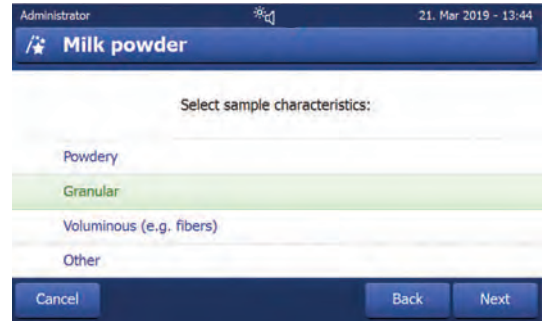 Administrator 21. Mar 2019 - 13:44
Milk powder
Select sample characteristics:
Powdery
Granular
Voluminous (e.g. fibers)
Other
Cancel Back Next